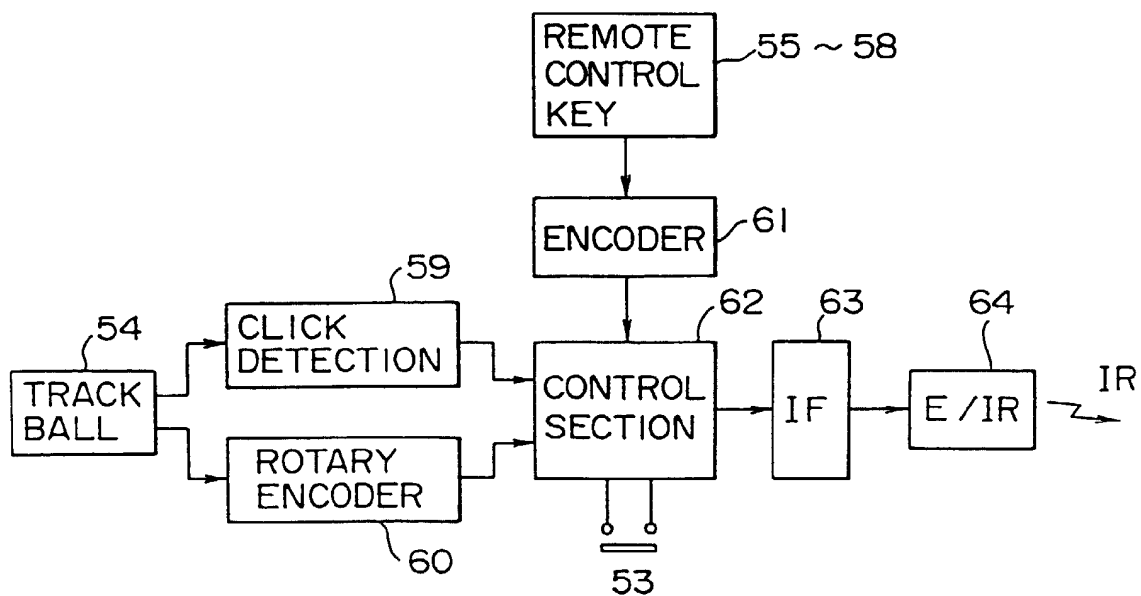 REMOTE
CONTROL
KEY
55 ~ 58
ENCODER
61
59
CLICK
DETECTION
54
TRACK
BALL
ROTARY
ENCODER
60
62
CONTROL
SECTION
53
63
IF
64
E / IR
IR